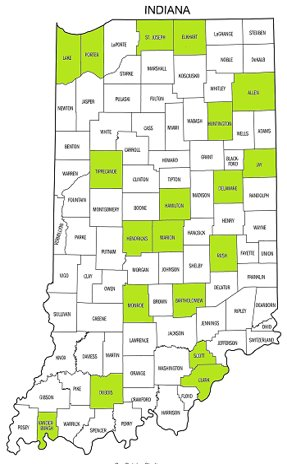 INDIANA
LAKE PORTER LaPORTE ST. JOSEPH ELKHART LaGRANGE STEUBEN
NOBLE DeKALB
STARKE MARSHALL KOSCIUSKO
WHITLEY ALLEN
NEWTON JASPER PULASKI FULTON
WABASH HUNTINGTON
WHITE CASS MIAMI WELLS ADAMS
BENTON CARROLL
HOWARD GRANT BLACK-
FORD JAY
WARREN TIPPECANOE
CLINTON TIPTON DELAWARE
FOUNTAIN MONTGOMERY BOONE HAMILTON MADISON RANDOLPH
HENRY WAYNE
VERMILLION PARKE PUTNAM HENDRICKS MARION HANCOCK
RUSH FAYETTE UNION
VIGO CLAY OWEN MORGAN JOHNSON SHELBY
FRANKLIN
DECATUR
SULLIVAN GREENE MONROE BROWN BARTHOLOMEW RIPLEY DEARBORN
JENNINGS OHIO
LAWRENCE JACKSON JEFFERSON SWITZERLAND
KNOX DAVIESS MARTIN ORANGE WASHINGTON SCOTT
CLARK
GIBSON PIKE DUBOIS CRAWFORD FLOYD
HARRISON
POSEY VANDER-
BURGH WARRICK SPENCER PERRY